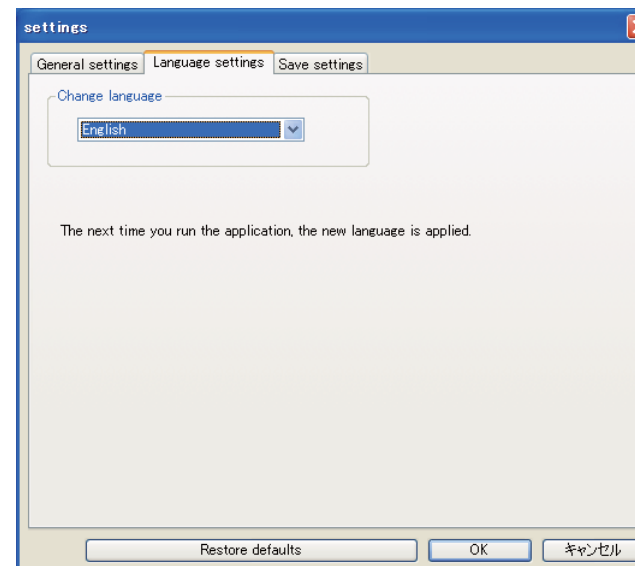 settings
General settings Language settings Save settings
Change language
English
The next time you run the application, the new language is applied.
Restore defaults OK キャンセル